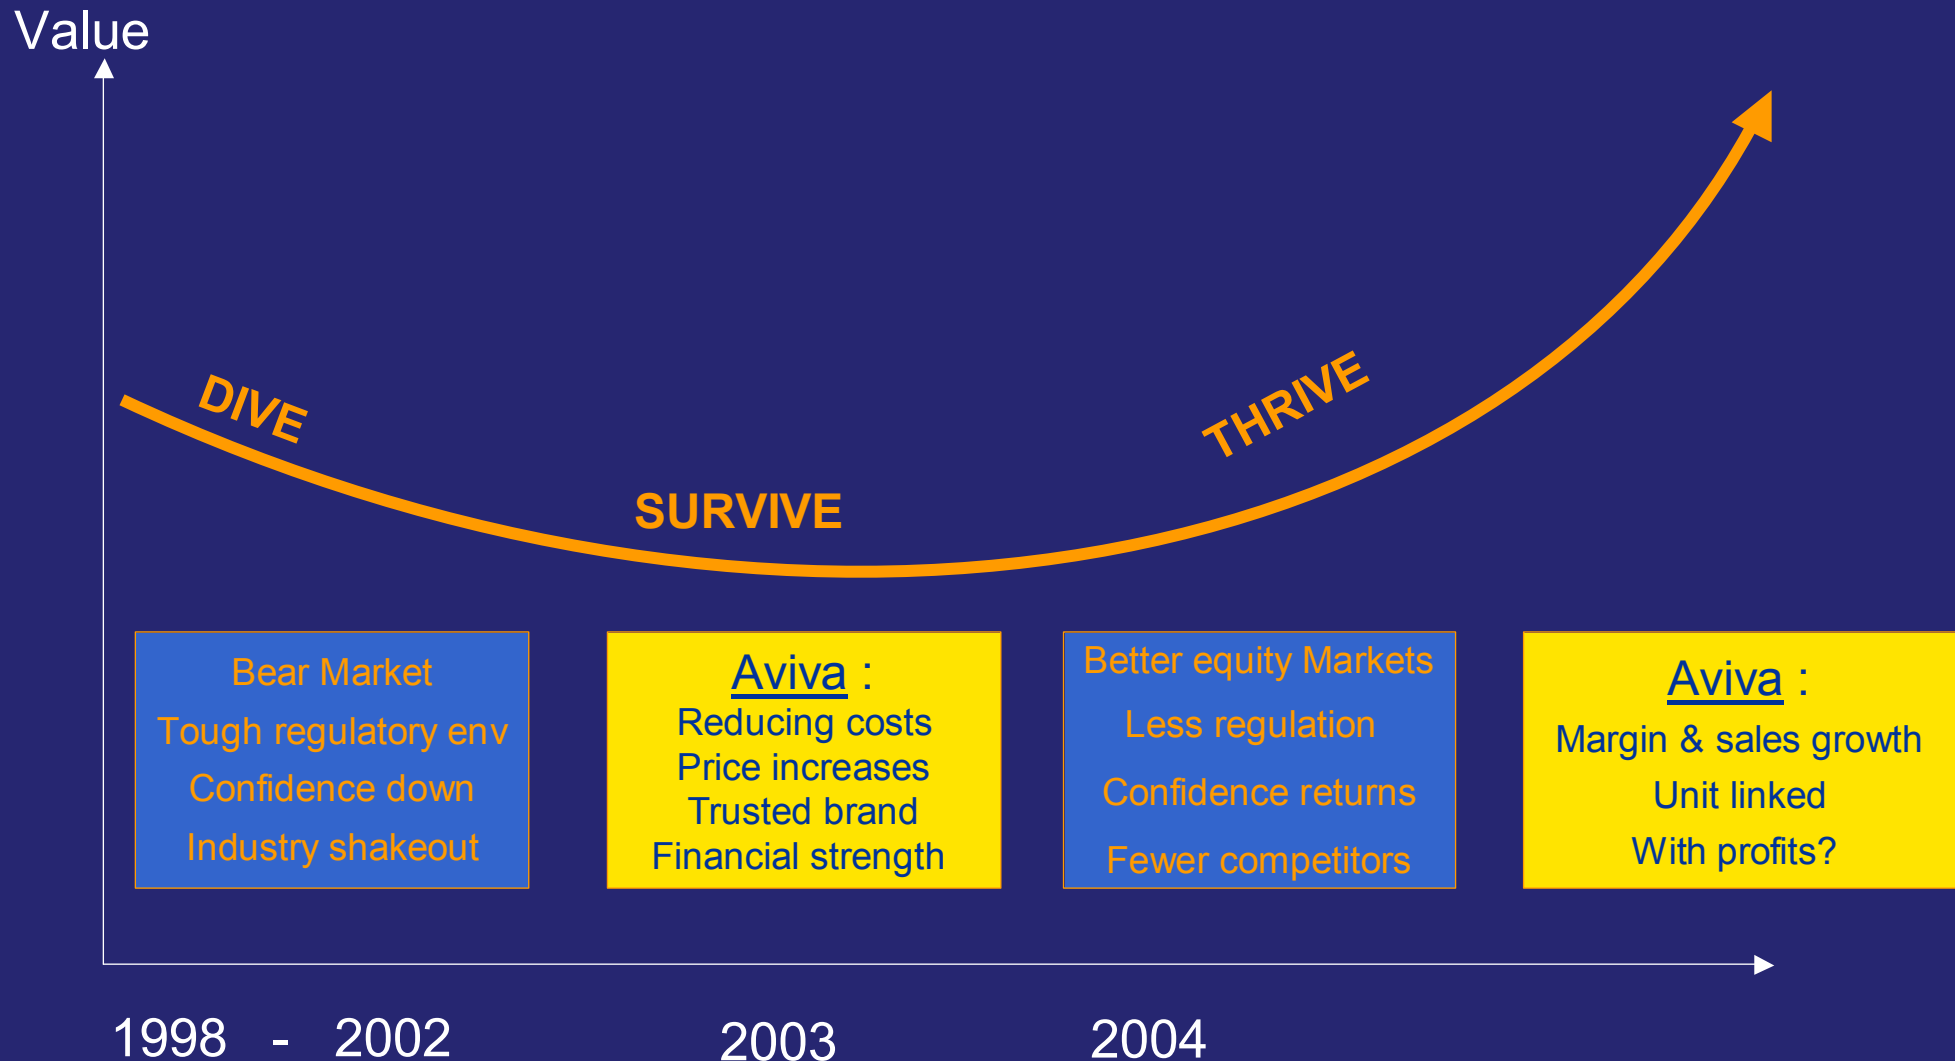 Value
DIVE
SURVIVE
THRIVE
Bear Market
Tough regulatory env
Confidence down
Industry shakeout
Aviva :
Reducing costs
Price increases
Trusted brand
Financial strength
Better equity Markets
Less regulation
Confidence returns
Fewer competitors
Aviva :
Margin & sales growth
Unit linked
With profits?
1998 - 2002
2003
2004